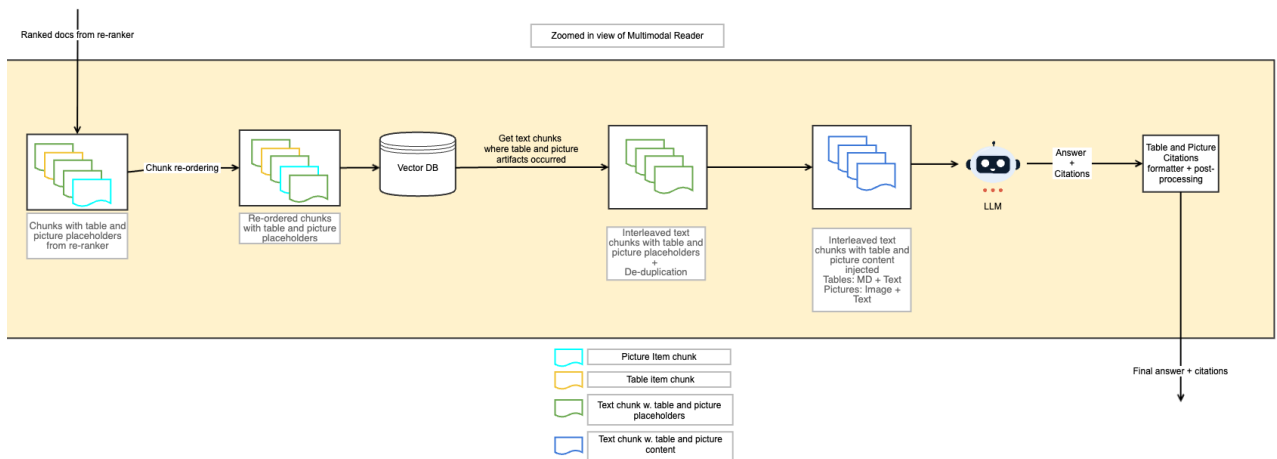 Ranked docs from re-ranker
Zoomed in view of Multimodal Reader
Chunk re-ordering
Vector DB
Get text chunks
where table and picture
artifacts occurred
Answer
+
Citations
LLM
Table and Picture
Citations
formatter + post-
processing
Chunks with table and
picture placeholders
from re-ranker
Re-ordered chunks
with table and picture
placeholders
Interleaved text
chunks with table and
picture placeholders
+
De-duplication
Interleaved text
chunks with table and
picture content
injected
Tables: MD + Text
Pictures: Image +
Text
Final answer + citations
Picture Item chunk
Table item chunk
Text chunk w. table and picture
placeholders
Text chunk w. table and picture
content